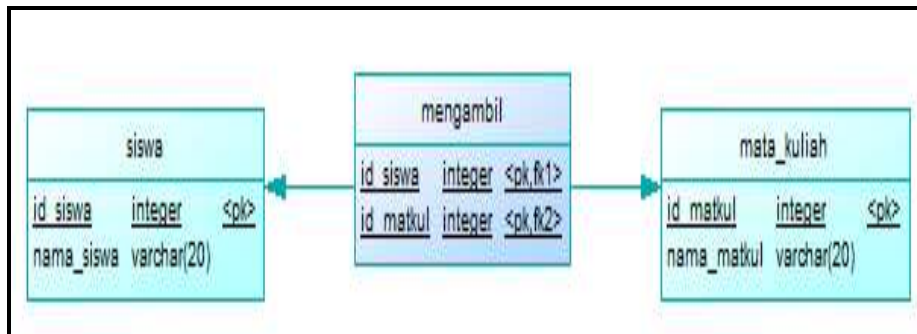 siswa
id_siswa integer <pk>
nama_siswa varchar(20)
mengambil
id_siswa integer <pk,fk1>
id_matkul integer <pk,fk2>
mata_kuliah
id_matkul integer <pk>
nama_matkul varchar(20)